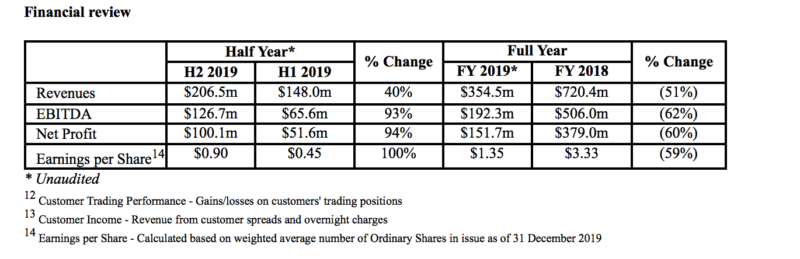 Financial review
Half Year* % Change Full Year % Change
H2 2019 H1 2019 FY 2019* FY 2018
Revenues $206.5m $148.0m 40% $354.5m $720.4m (51%)
EBITDA $126.7m $65.6m 93% $192.3m $506.0m (62%)
Net Profit $100.1m $51.6m 94% $151.7m $379.0m (60%)
Earnings per Share14 $0.90 $0.45 100% $1.35 $3.33 (59%)
* Unaudited
12 Customer Trading Performance - Gains/losses on customers' trading positions
13 Customer Income - Revenue from customer spreads and overnight charges
14 Earnings per Share - Calculated based on weighted average number of Ordinary Shares in issue as of 31 December 2019